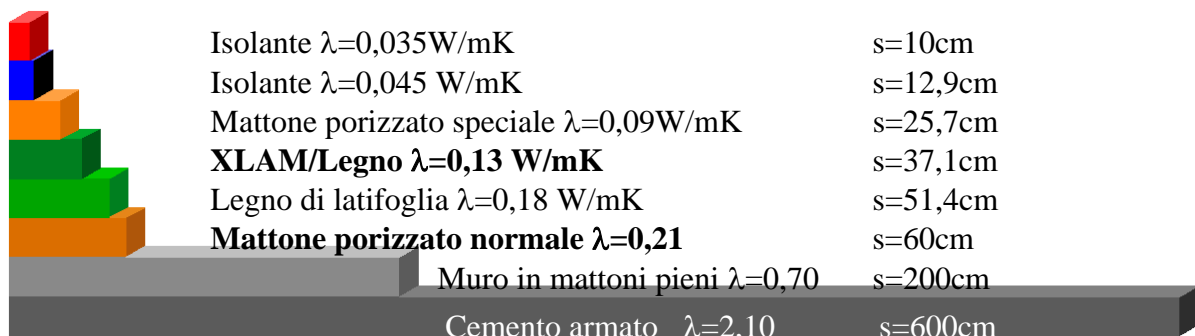 Isolante λ=0,035W/mK s=10cm
Isolante λ=0,045 W/mK s=12,9cm
Mattone porizzato speciale λ=0,09W/mK s=25,7cm
XLAM/Legno λ=0,13 W/mK s=37,1cm
Legno di latifoglia λ=0,18 W/mK s=51,4cm
Mattone porizzato normale λ=0,21 s=60cm
Muro in mattoni pieni λ=0,70 s=200cm
Cemento armato λ=2,10 s=600cm